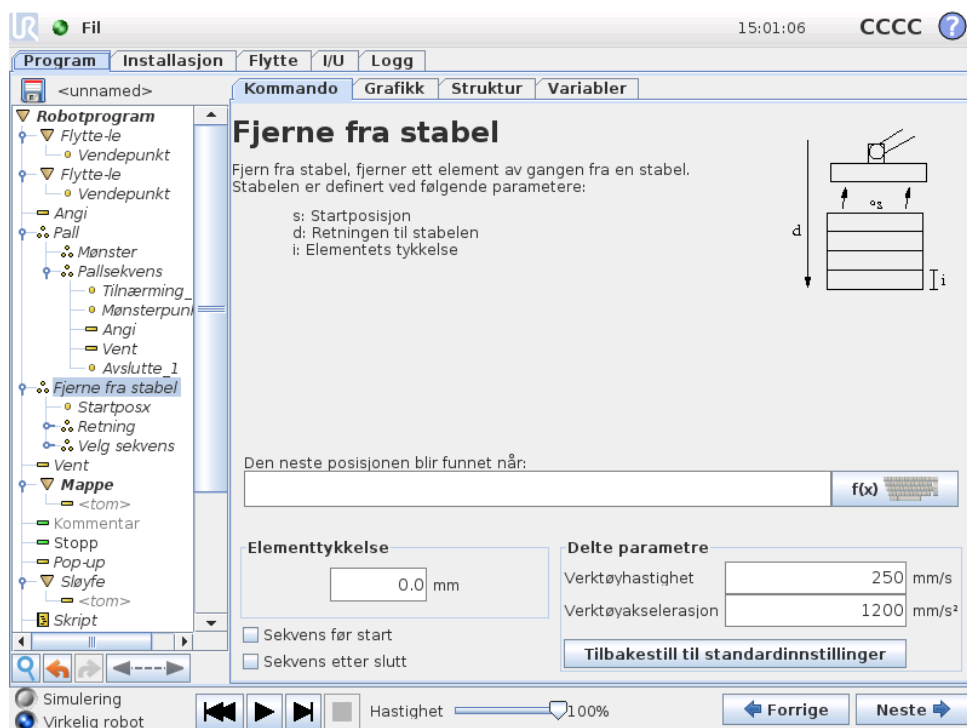 Fil
15:01:06
CCCC
?
Program Installasjon Flytte I/U Logg
<unnamed>
Kommando Grafikk Struktur Variabler
Robotprogram
Flytte-le
Vendepunkt
Flytte-le
Vendepunkt
Angi
Pall
Mønster
Pallsekvens
Tilnærming_
Mønsterpun
Angi
Vent
Avslutte_1
Fjerne fra stabel
Startposx
Retning
Velg sekvens
Vent
Mappe
<tom>
Kommentar
Stopp
Pop-up
Sløyfe
<tom>
Skript
Fjerne fra stabel
Fjern fra stabel, fjerner ett element av gangen fra en stabel.
Stabelen er definert ved følgende parametere:
s: Startposisjon
d: Retningen til stabelen
i: Elementets tykkelse
d
s
i
Den neste posisjonen blir funnet når:
f(x)
Elementtykkelse
0.0 mm
Sekvens før start
Sekvens etter slutt
Delte parametre
Verktøyhastighet 250 mm/s
Verktøyakselerasjon 1200 mm/s²
Tilbakestill til standardinnstillinger
Simulering
Virkelig robot
Hastighet 100%
Forrige
Neste